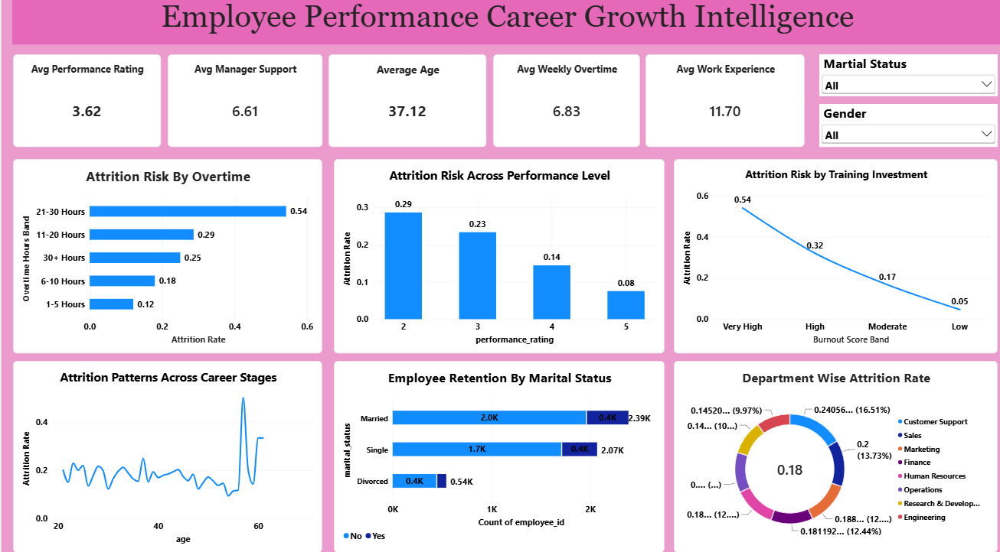 Employee Performance Career Growth Intelligence
Avg Performance Rating
3.62
Avg Manager Support
6.61
Average Age
37.12
Avg Weekly Overtime
6.83
Avg Work Experience
11.70
Martial Status
All
Gender
All
Attrition Risk By Overtime
Overtime Hours Band
21-30 Hours
0.54
11-20 Hours
0.29
30+ Hours
0.25
6-10 Hours
0.18
1-5 Hours
0.12
0.0 0.2 0.4 0.6
Attrition Rate
Attrition Risk Across Performance Level
Attrition Rate
0.3
0.2
0.1
0.0
0.29
0.23
0.14
0.08
2 3 4 5
performance_rating
Attrition Risk by Training Investment
Attrition Rate
0.6
0.4
0.2
0.0
0.54
0.32
0.17
0.05
Very High High Moderate Low
Burnout Score Band
Attrition Patterns Across Career Stages
Attrition Rate
0.4
0.2
0.0
20 40 60
age
Employee Retention By Marital Status
marital_status
Married 2.0K 0.4K 2.39K
Single 1.7K 0.4K 2.07K
Divorced 0.4K 0.54K
0K 1K 2K
Count of employee_id
No Yes
Department Wise Attrition Rate
0.14520... (9.97%)
0.24056... (16.51%)
0.14... (10...)
0.2
(13.73%)
0.18
0.... (...)
0.18... (12....)
0.188... (12....)
0.181192... (12.44%)
Customer Support
Sales
Marketing
Finance
Human Resources
Operations
Research & Develop...
Engineering